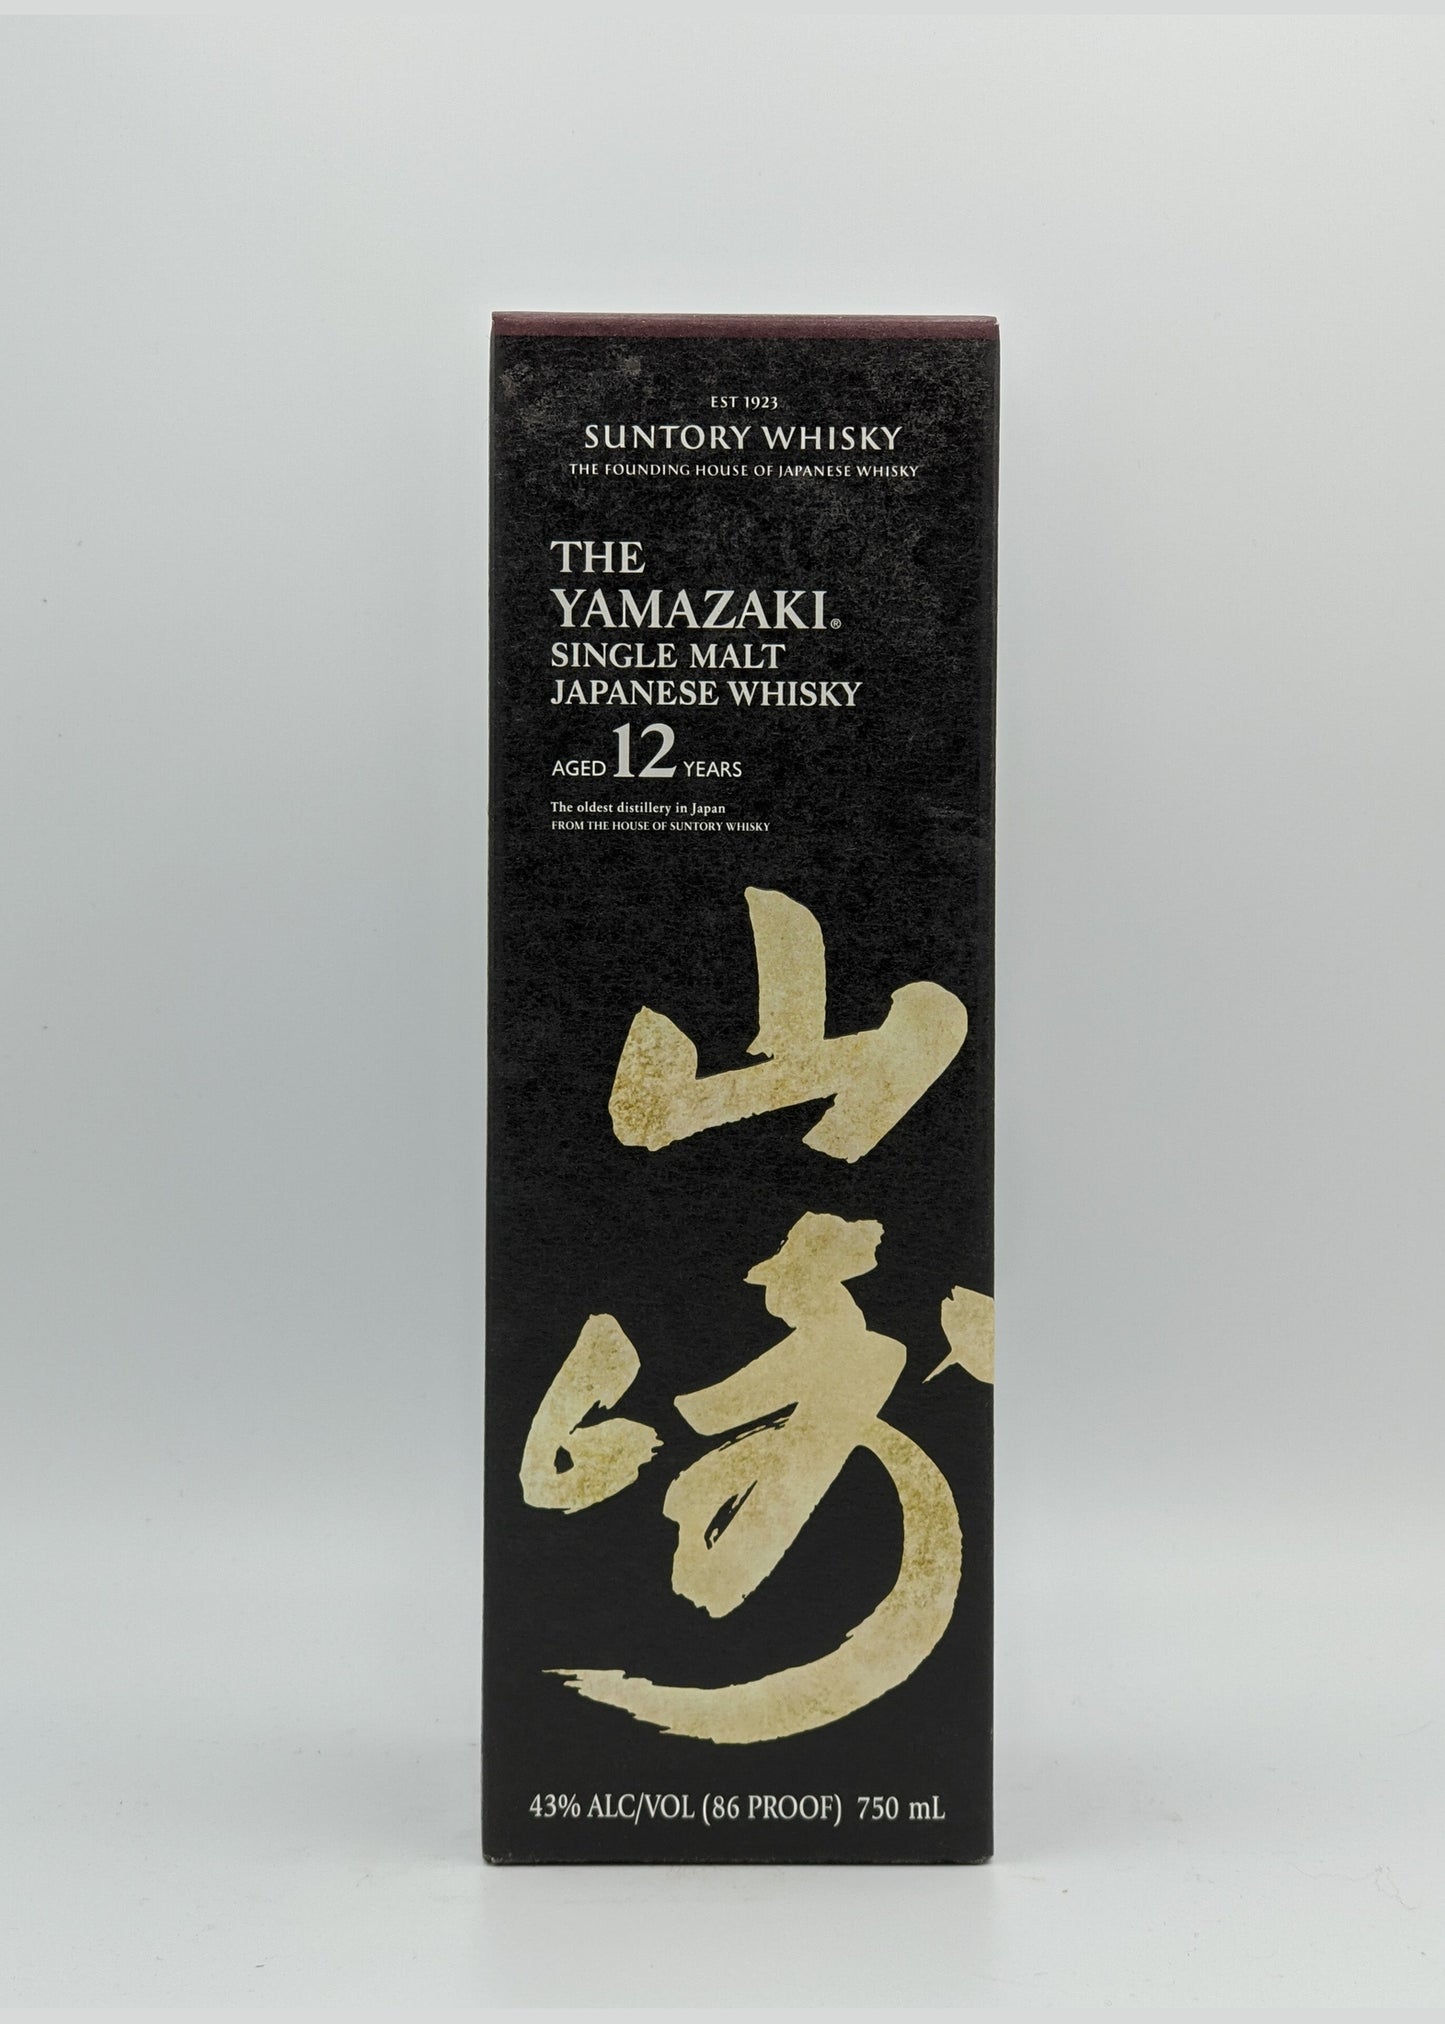 EST 1923
SUNTORY WHISKY
THE FOUNDING HOUSE OF JAPANESE WHISKY
THE
YAMAZAKI®
SINGLE MALT
JAPANESE WHISKY
AGED 12 YEARS
The oldest distillery in Japan
FROM THE HOUSE OF SUNTORY WHISKY
山
崎
43% ALC/VOL (86 PROOF) 750 mL